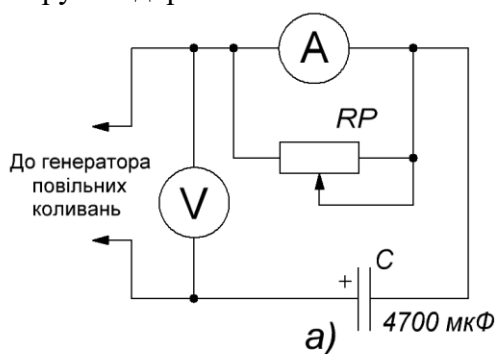 A
RP
До генератора
повільних
коливань
V
+
C
4700 мкФ
а)